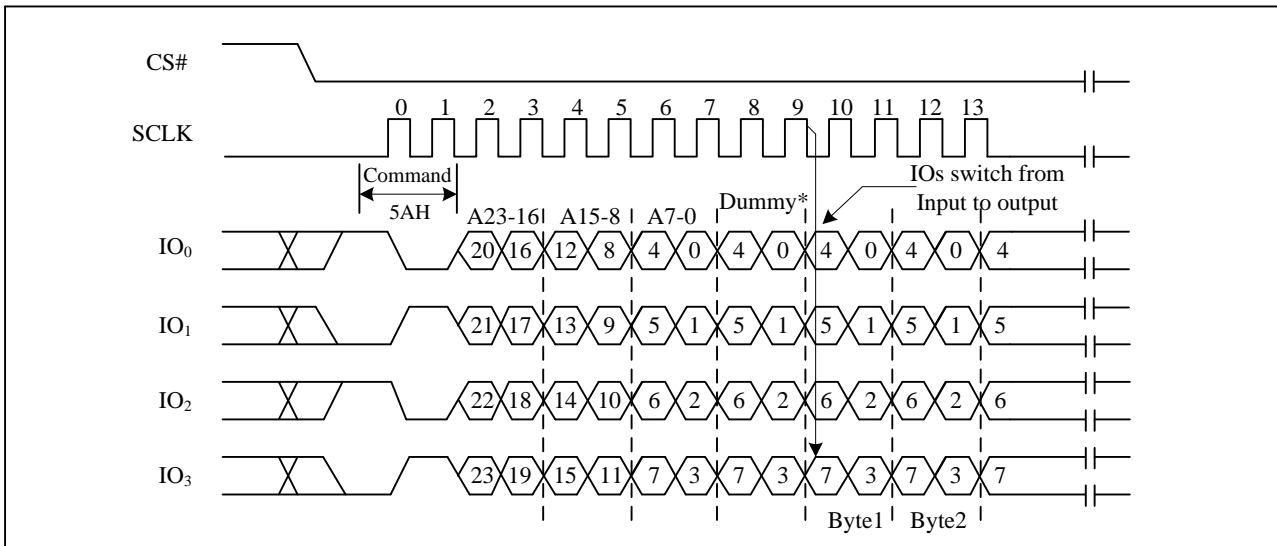 CS#
0 1 2 3 4 5 6 7 8 9 10 11 12 13
SCLK
Command
5AH
IOs switch from
Input to output
A23-16 A15-8 A7-0 Dummy*
IO0 20 16 12 8 4 0 4 0 4 0 4 0 4
IO1 21 17 13 9 5 1 5 1 5 1 5 1 5
IO2 22 18 14 10 6 2 6 2 6 2 6 2 6
IO3 23 19 15 11 7 3 7 3 7 3 7 3 7
Byte1 Byte2